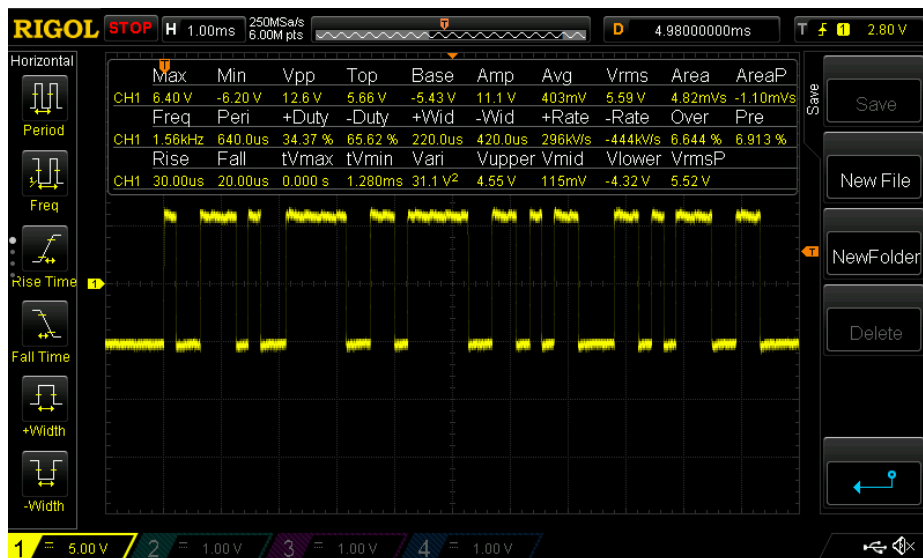 RIGOL STOP H 1.00ms 250MSa/s 6.00M pts T D 4.98000000ms T 1 2.80 V
Horizontal
Period
Freq
Rise Time
Fall Time
+Width
-Width
T
Max Min Vpp Top Base Amp Avg Vrms Area AreaP
CH1 6.40 V -6.20 V 12.6 V 5.66 V -5.43 V 11.1 V 403mV 5.59 V 4.82mVs -1.10mVs
Freq Peri +Duty -Duty +Wid -Wid +Rate -Rate Over Pre
CH1 1.56kHz 640.0us 34.37 % 65.62 % 220.0us 420.0us 296kV/s -444kV/s 6.644 % 6.913 %
Rise Fall tVmax tVmin Vari Vupper Vmid Vlower VrmsP
CH1 30.00us 20.00us 0.000 s 1.280ms 31.1 V² 4.55 V 115mV -4.32 V 5.52 V
1
T
Save
Save
New File
NewFolder
Delete
1 = 5.00 V 2 = 1.00 V 3 = 1.00 V 4 = 1.00 V